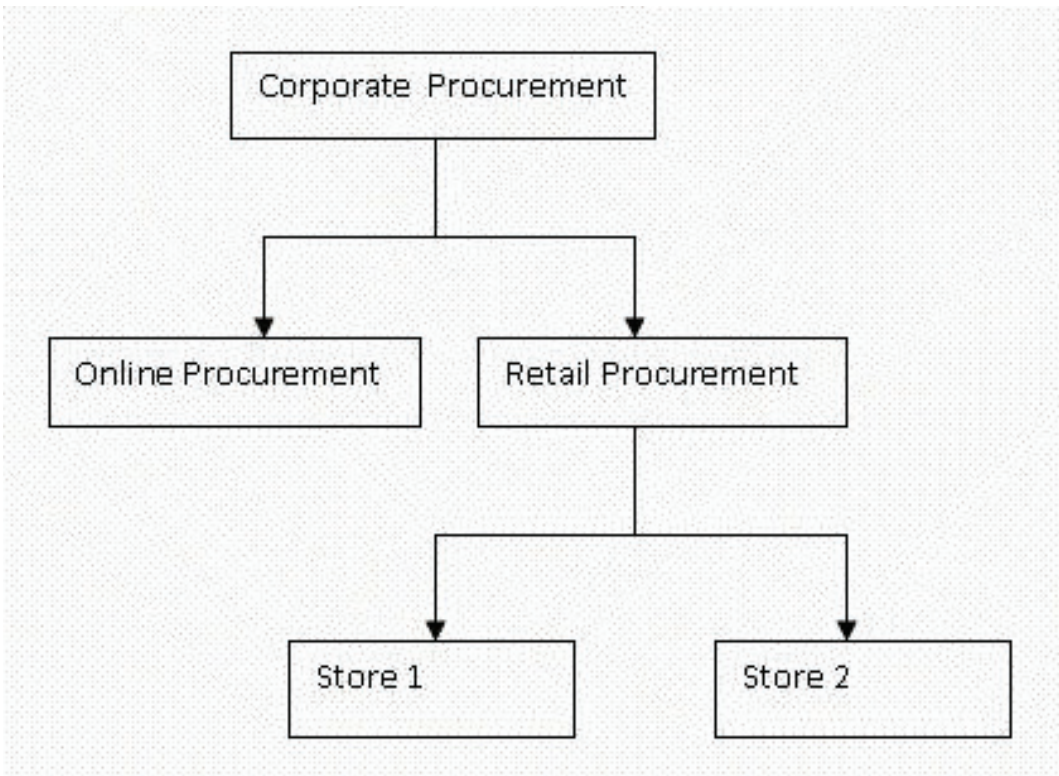 Corporate Procurement
Online Procurement
Retail Procurement
Store 1
Store 2